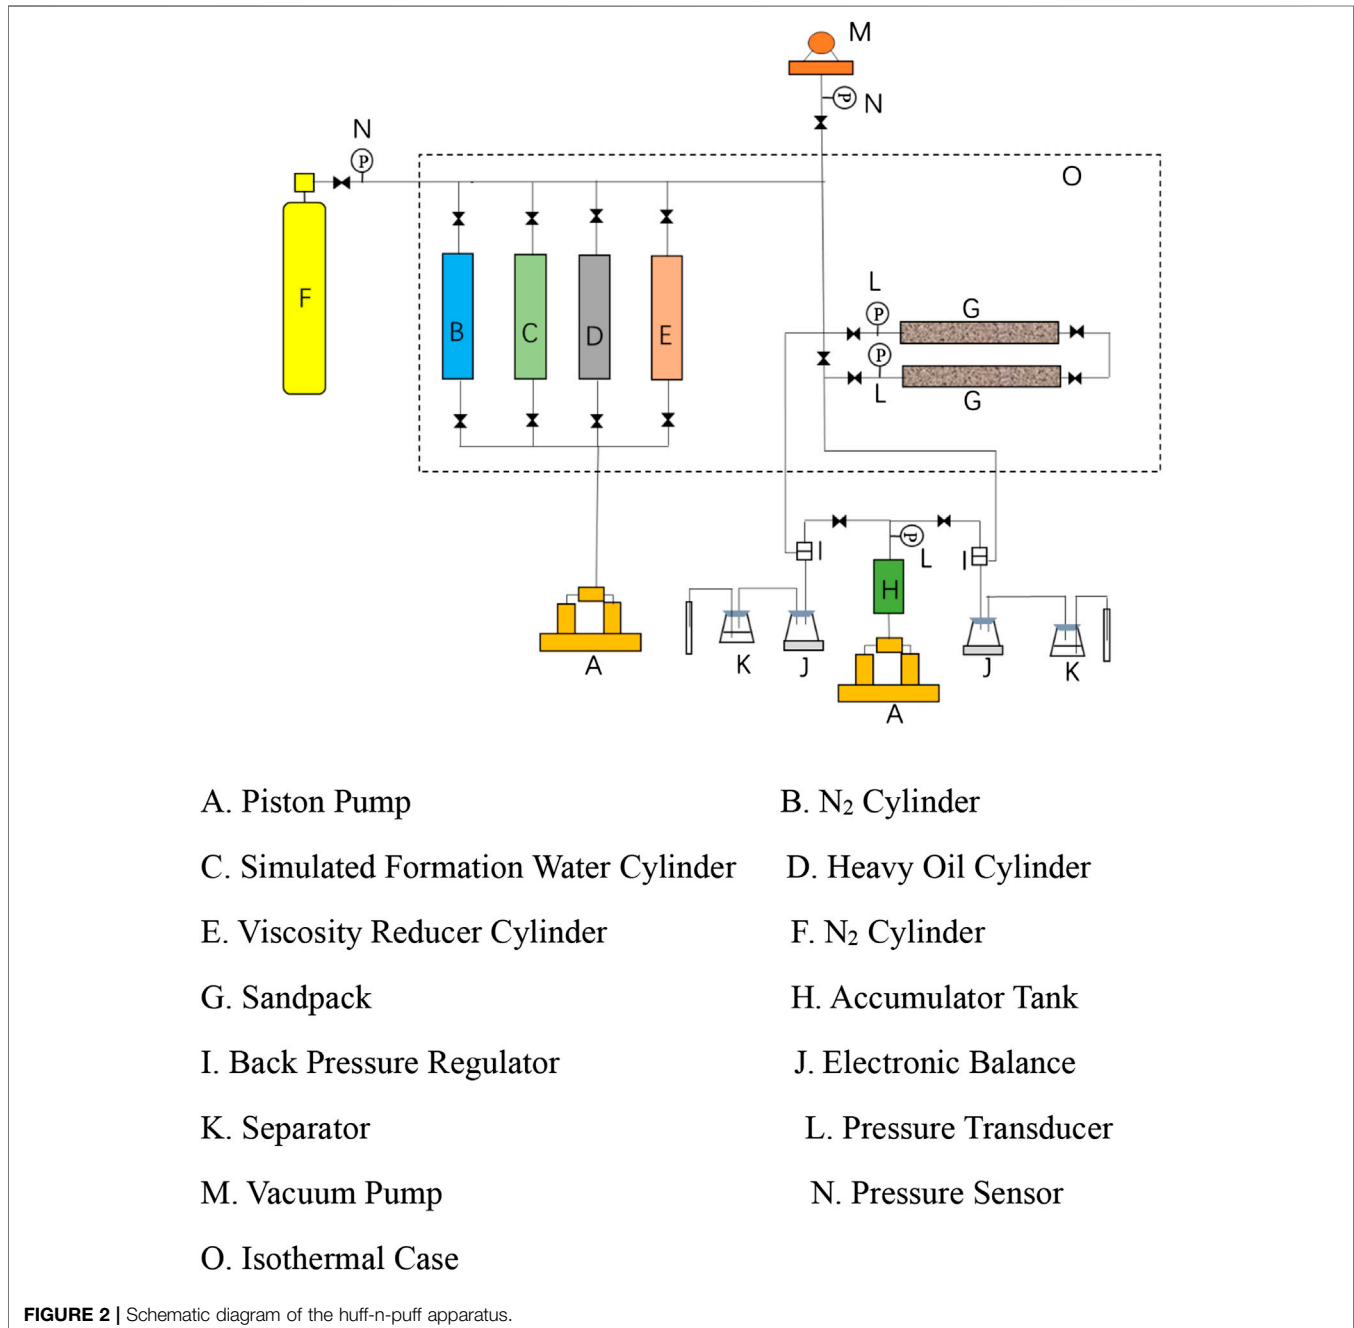 M
N
P
N
P
O
F
B
C
D
E
L
P
G
P
L
G
I
P
L
I
H
K
J
A
J
K
A
A. Piston Pump
B. N₂ Cylinder
C. Simulated Formation Water Cylinder
D. Heavy Oil Cylinder
E. Viscosity Reducer Cylinder
F. N₂ Cylinder
G. Sandpack
H. Accumulator Tank
I. Back Pressure Regulator
J. Electronic Balance
K. Separator
L. Pressure Transducer
M. Vacuum Pump
N. Pressure Sensor
O. Isothermal Case
FIGURE 2 | Schematic diagram of the huff-n-puff apparatus.